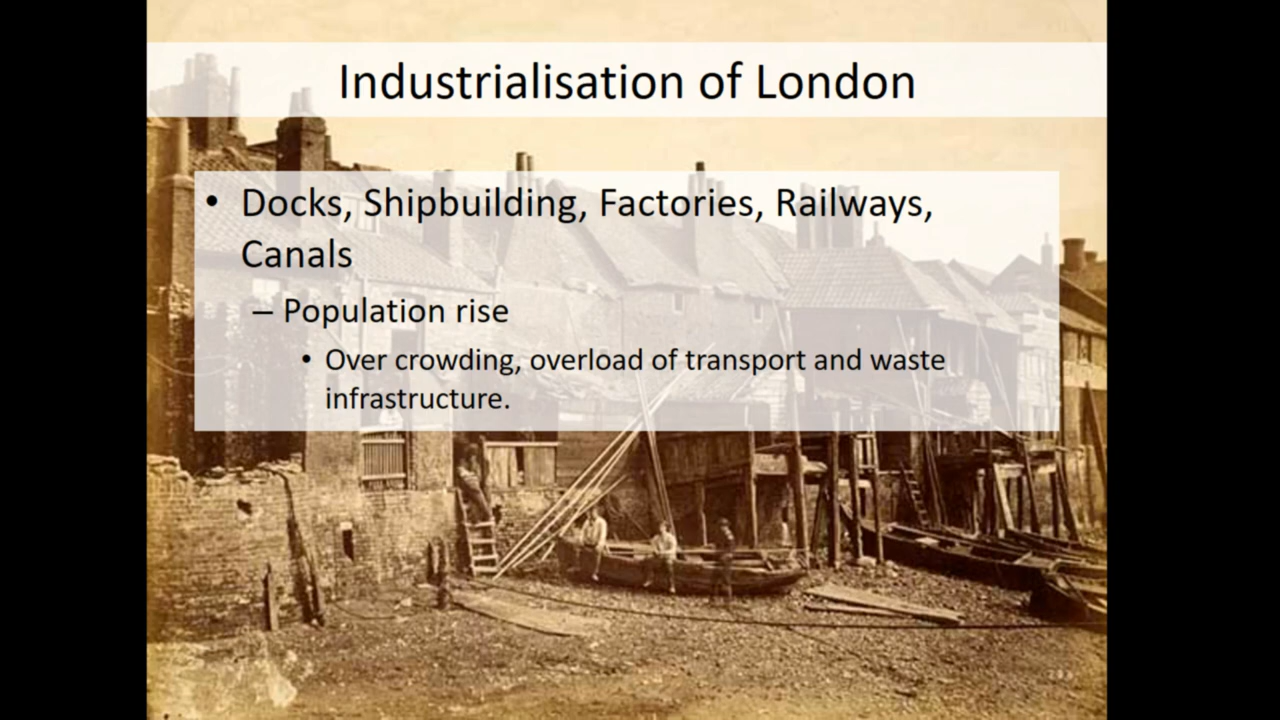 Industrialisation of London
• Docks, Shipbuilding, Factories, Railways,
Canals
– Population rise
• Over crowding, overload of transport and waste
infrastructure.